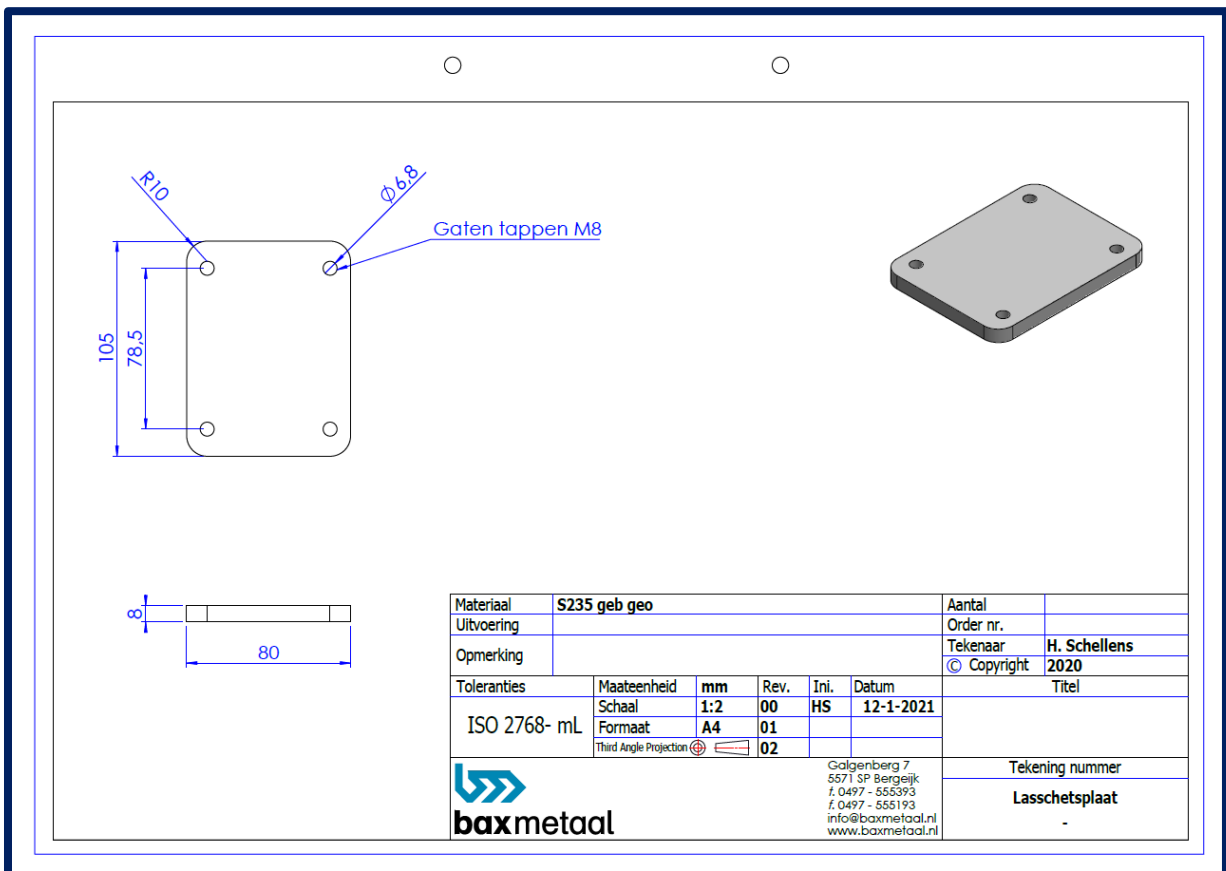 R10
Φ6,8
Gaten tappen M8
105
78,5
8
80
Materiaal S235 geb geo Aantal
Uitvoering Order nr.
Opmerking Tekenaar H. Schellens
© Copyright 2020
Toleranties Maateenheid mm Rev. Ini. Datum Titel
Schaal 1:2 00 HS 12-1-2021
ISO 2768- mL Formaat A4 01
Third Angle Projection 02
baxmetaal
Galgenberg 7
5571 SP Bergeijk
t. 0497 - 555393
f. 0497 - 555193
info@baxmetaal.nl
www.baxmetaal.nl
Tekening nummer
Lasschetsplaat
-